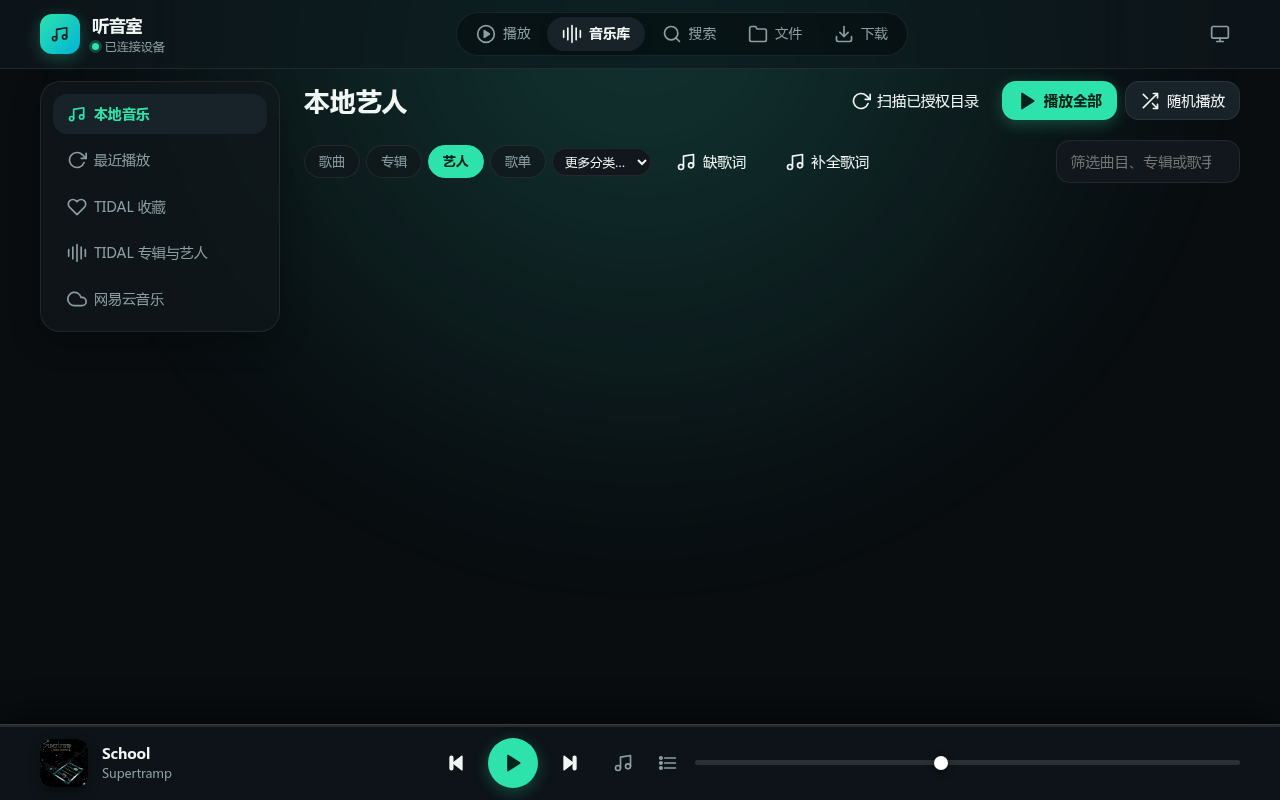 听音室
已连接设备
播放
音乐库
搜索
文件
下载
本地音乐
最近播放
TIDAL 收藏
TIDAL 专辑与艺人
网易云音乐
本地艺人
扫描已授权目录
播放全部
随机播放
歌曲
专辑
艺人
歌单
更多分类...
缺歌词
补全歌词
筛选曲目、专辑或歌手
School
Supertramp